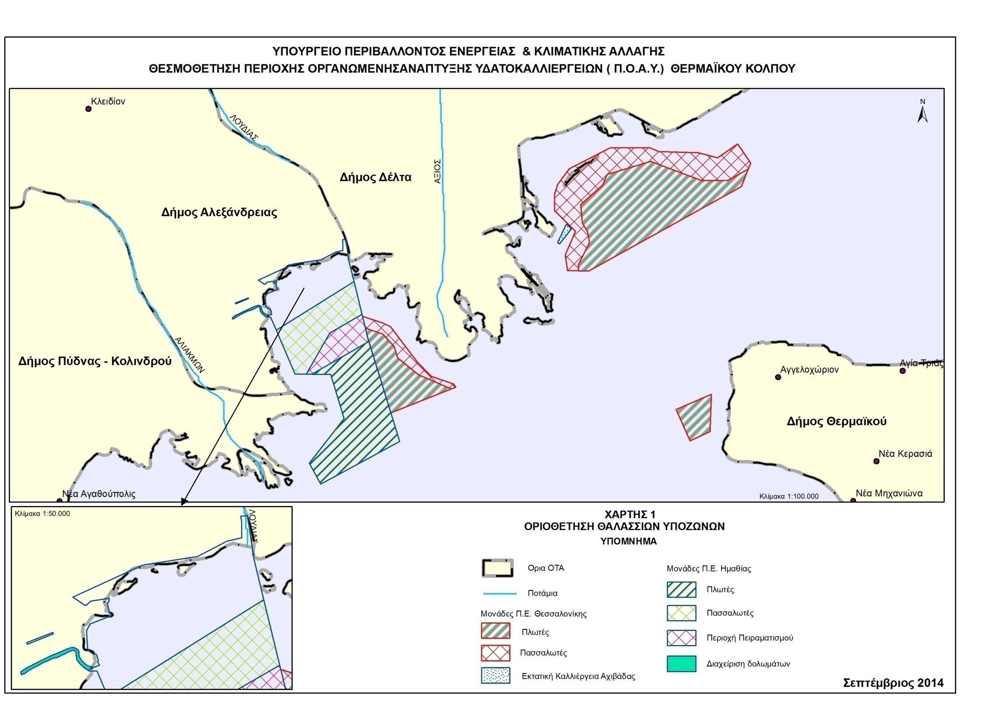 ΥΠΟΥΡΓΕΙΟ ΠΕΡΙΒΑΛΛΟΝΤΟΣ ΕΝΕΡΓΕΙΑΣ & ΚΛΙΜΑΤΙΚΗΣ ΑΛΛΑΓΗΣ
ΘΕΣΜΟΘΕΤΗΣΗ ΠΕΡΙΟΧΗΣ ΟΡΓΑΝΩΜΕΝΗΣΑΝΑΠΤΥΞΗΣ ΥΔΑΤΟΚΑΛΛΙΕΡΓΕΙΩΝ ( Π.Ο.Α.Υ.) ΘΕΡΜΑΪΚΟΥ ΚΟΛΠΟΥ
Κλειδίον
N
ΛΟΥΔΙΑΣ
ΑΞΙΟΣ
Δήμος Δέλτα
Δήμος Αλεξάνδρειας
ΑΛΙΑΚΜΩΝ
Δήμος Πύδνας - Κολινδρού
Αγία Τριάς
Αγγελοχώριον
Δήμος Θερμαϊκού
Νέα Κερασιά
Νέα Αγαθούπολις
Νέα Μηχανιώνα
Κλίμακα 1:100.000
Κλίμακα 1:50.000
ΛΟΥΔΙΑΣ
ΧΑΡΤΗΣ 1
ΟΡΙΟΘΕΤΗΣΗ ΘΑΛΑΣΣΙΩΝ ΥΠΟΖΩΝΩΝ
ΥΠΟΜΝΗΜΑ
Ορια ΟΤΑ
Ποτάμια
Μονάδες Π.Ε. Θεσσαλονίκης
Πλωτές
Πασσαλωτές
Εκτατική Καλλιέργεια Αχιβάδας
Μονάδες Π.Ε. Ημαθίας
Πλωτές
Πασσαλωτές
Περιοχή Πειραματισμού
Διαχείριση δολωμάτων
Σεπτέμβριος 2014